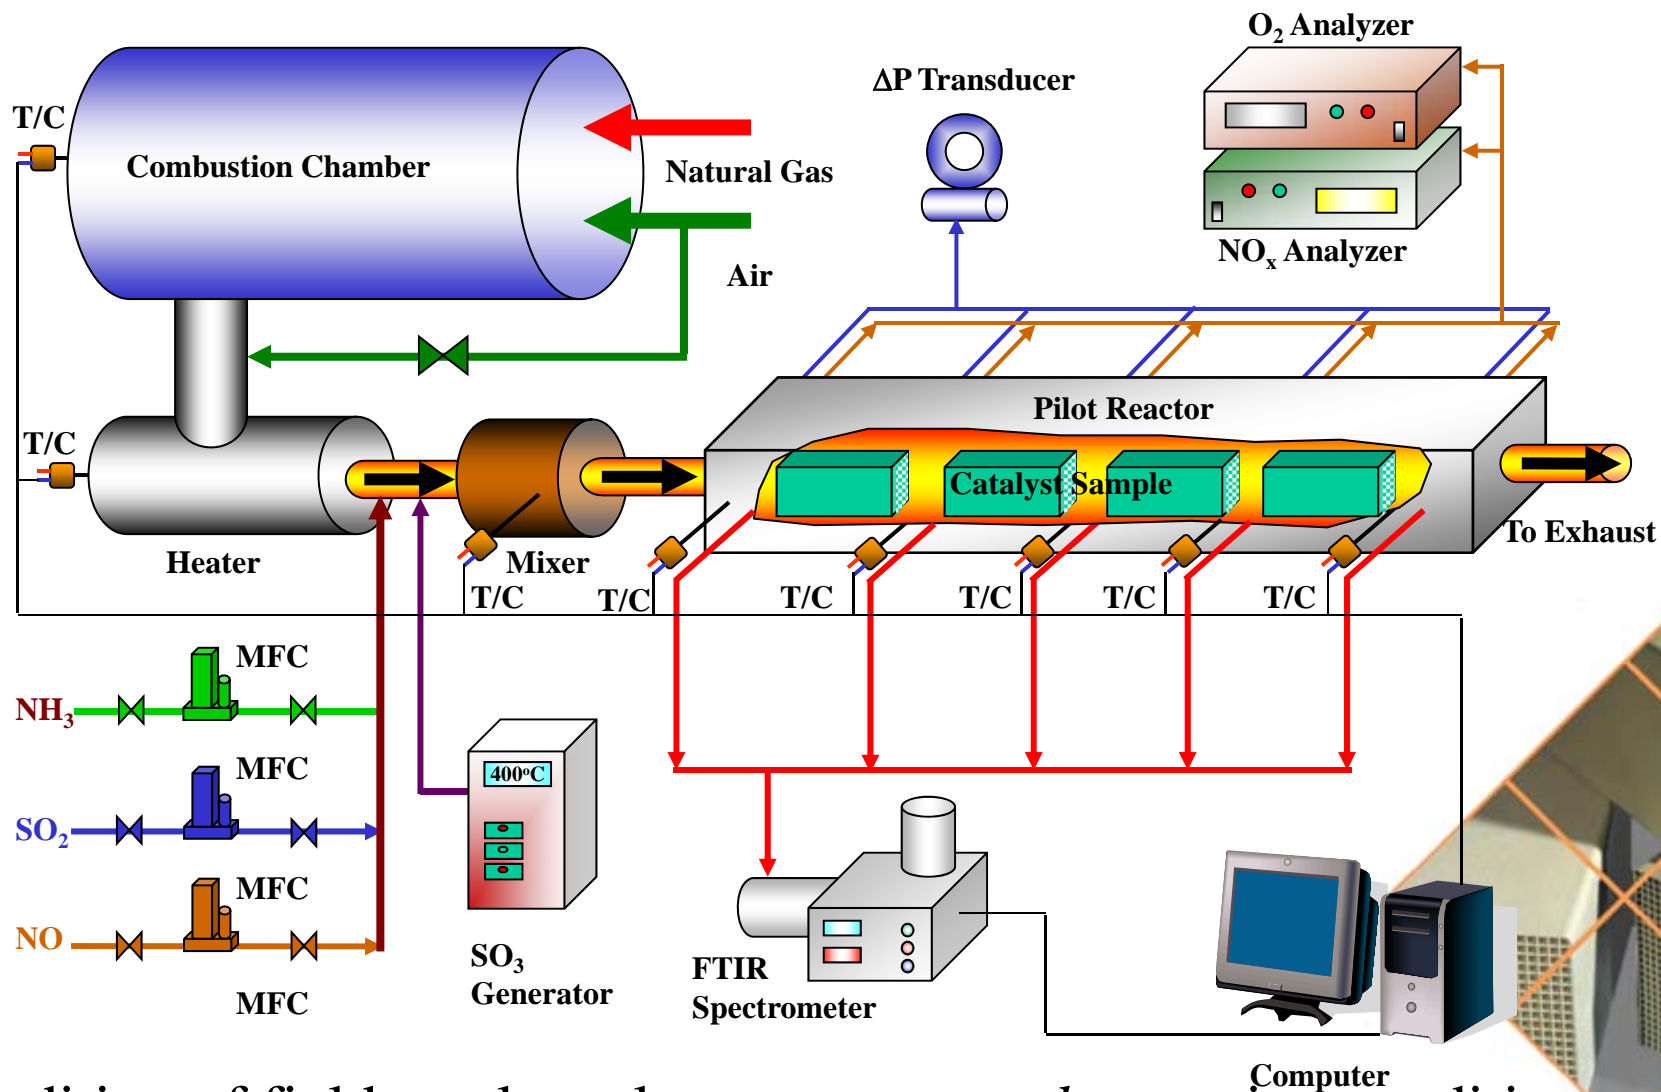 O2 Analyzer
ΔP Transducer
T/C
Combustion Chamber
Natural Gas
NOx Analyzer
Air
Pilot Reactor
T/C
Catalyst Sample
To Exhaust
Heater
Mixer
T/C
T/C
T/C
T/C
T/C
T/C
MFC
NH3
MFC
400oC
SO2
MFC
NO
SO3
Generator
FTIR
Spectrometer
MFC
Computer